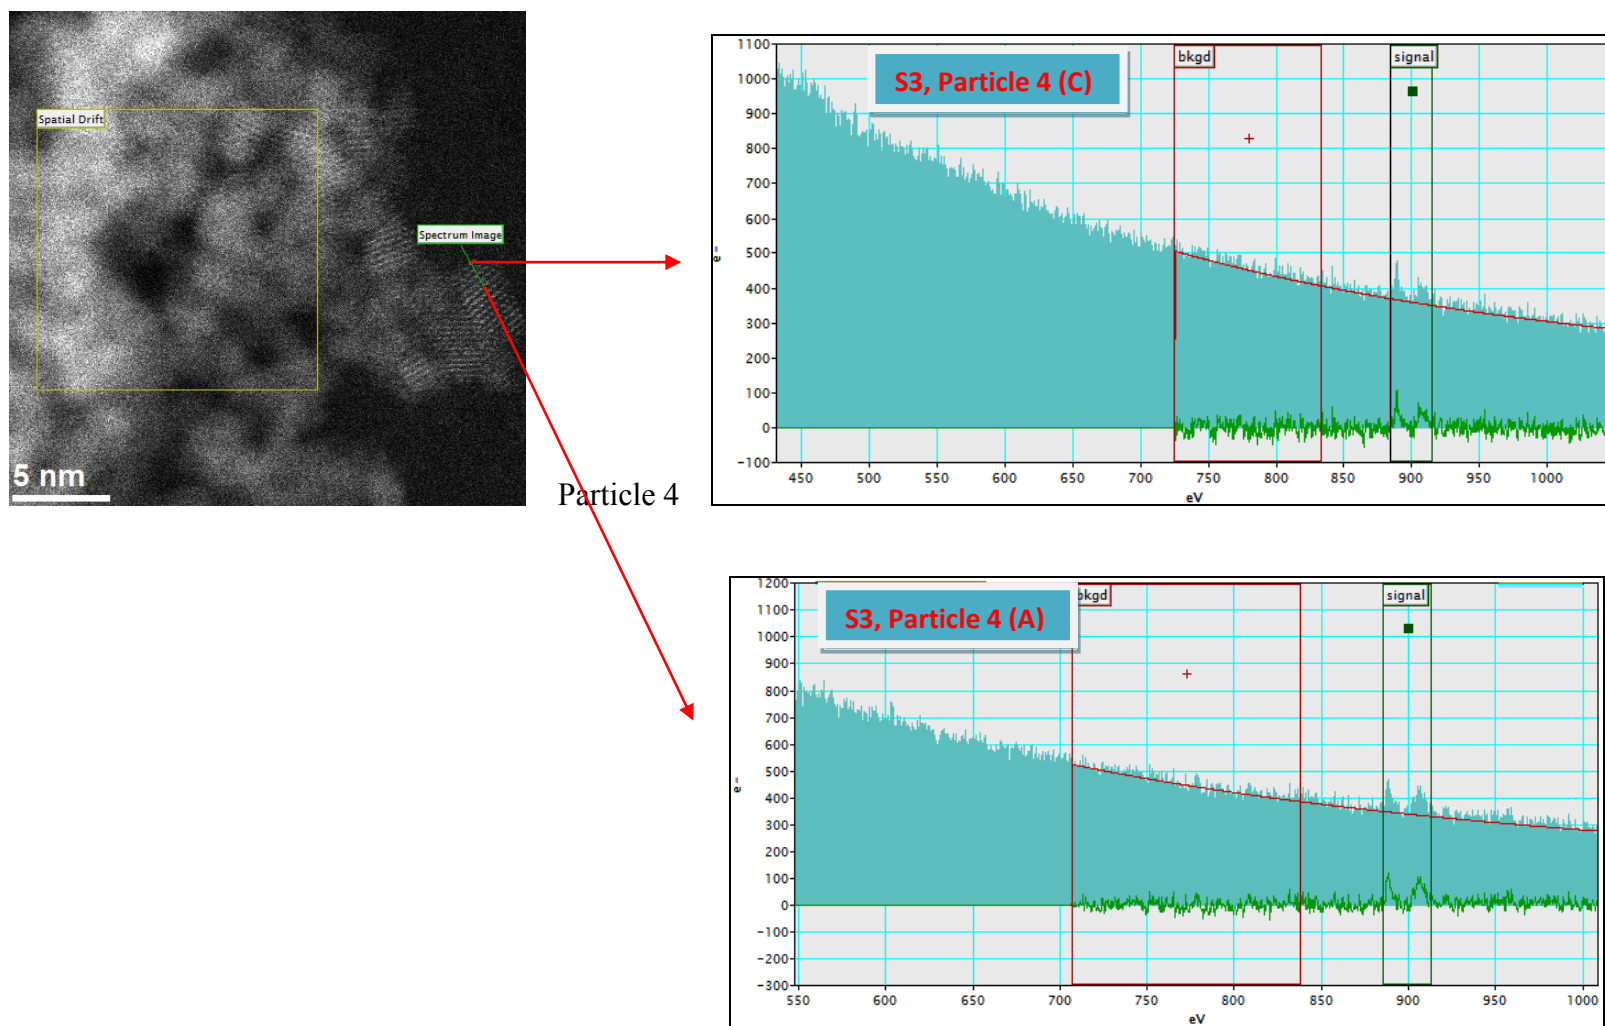 Spatial Drift
Spectrum Image
5 nm
Particle 4
S3, Particle 4 (C)
bkgd
signal
1100
1000
900
800
700
600
500
400
300
200
100
0
-100
e-
450 500 550 600 650 700 750 800 850 900 950 1000
eV
S3, Particle 4 (A)
bkgd
signal
1200
1100
1000
900
800
700
600
500
400
300
200
100
0
-100
-200
-300
e-
550 600 650 700 750 800 850 900 950 1000
eV